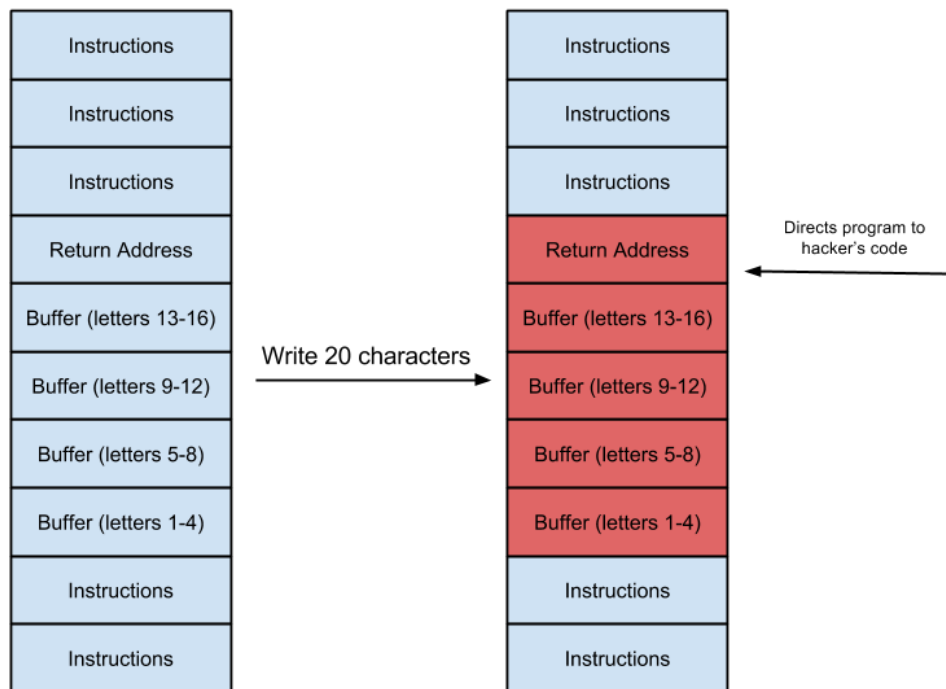 Instructions
Instructions
Instructions
Return Address
Buffer (letters 13-16)
Buffer (letters 9-12)
Buffer (letters 5-8)
Buffer (letters 1-4)
Instructions
Instructions
Write 20 characters
Instructions
Instructions
Instructions
Return Address
Buffer (letters 13-16)
Buffer (letters 9-12)
Buffer (letters 5-8)
Buffer (letters 1-4)
Instructions
Instructions
Directs program to
hacker's code